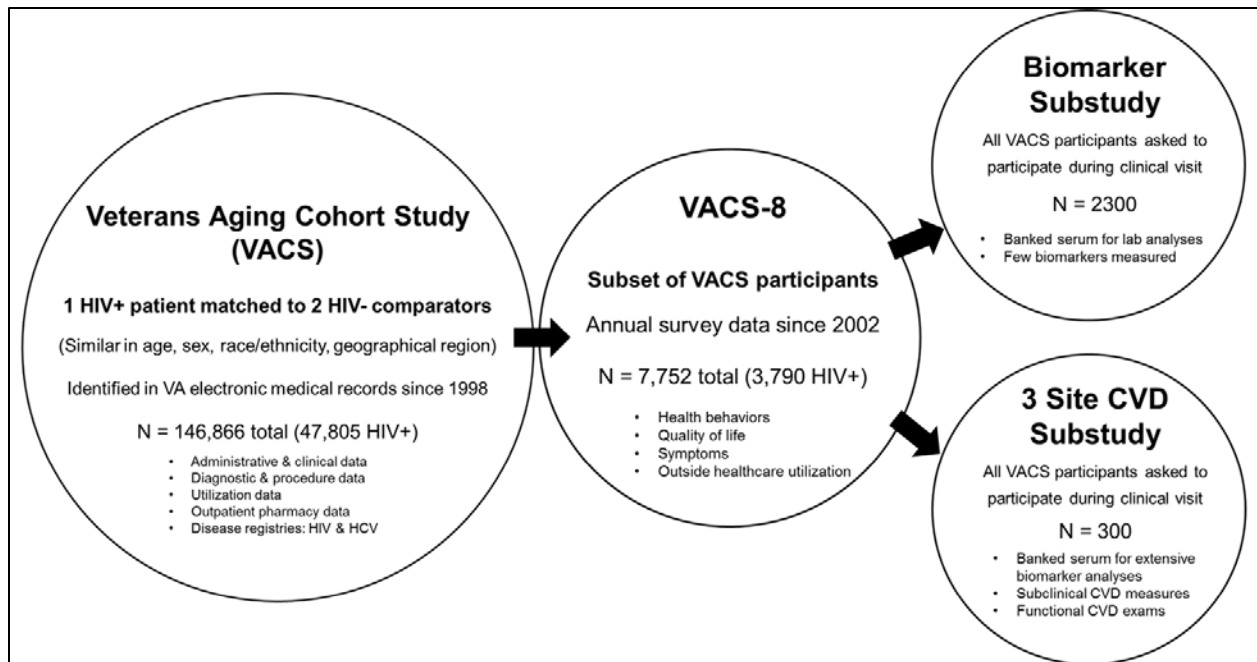 Veterans Aging Cohort Study
(VACS)
1 HIV+ patient matched to 2 HIV- comparators
(Similar in age, sex, race/ethnicity, geographical region)
Identified in VA electronic medical records since 1998
N = 146,866 total (47,805 HIV+)
• Administrative & clinical data
• Diagnostic & procedure data
• Utilization data
• Outpatient pharmacy data
• Disease registries: HIV & HCV
VACS-8
Subset of VACS participants
Annual survey data since 2002
N = 7,752 total (3,790 HIV+)
• Health behaviors
• Quality of life
• Symptoms
• Outside healthcare utilization
Biomarker
Substudy
All VACS participants asked to
participate during clinical visit
N = 2300
• Banked serum for lab analyses
• Few biomarkers measured
3 Site CVD
Substudy
All VACS participants asked to
participate during clinical visit
N = 300
• Banked serum for extensive
biomarker analyses
• Subclinical CVD measures
• Functional CVD exams